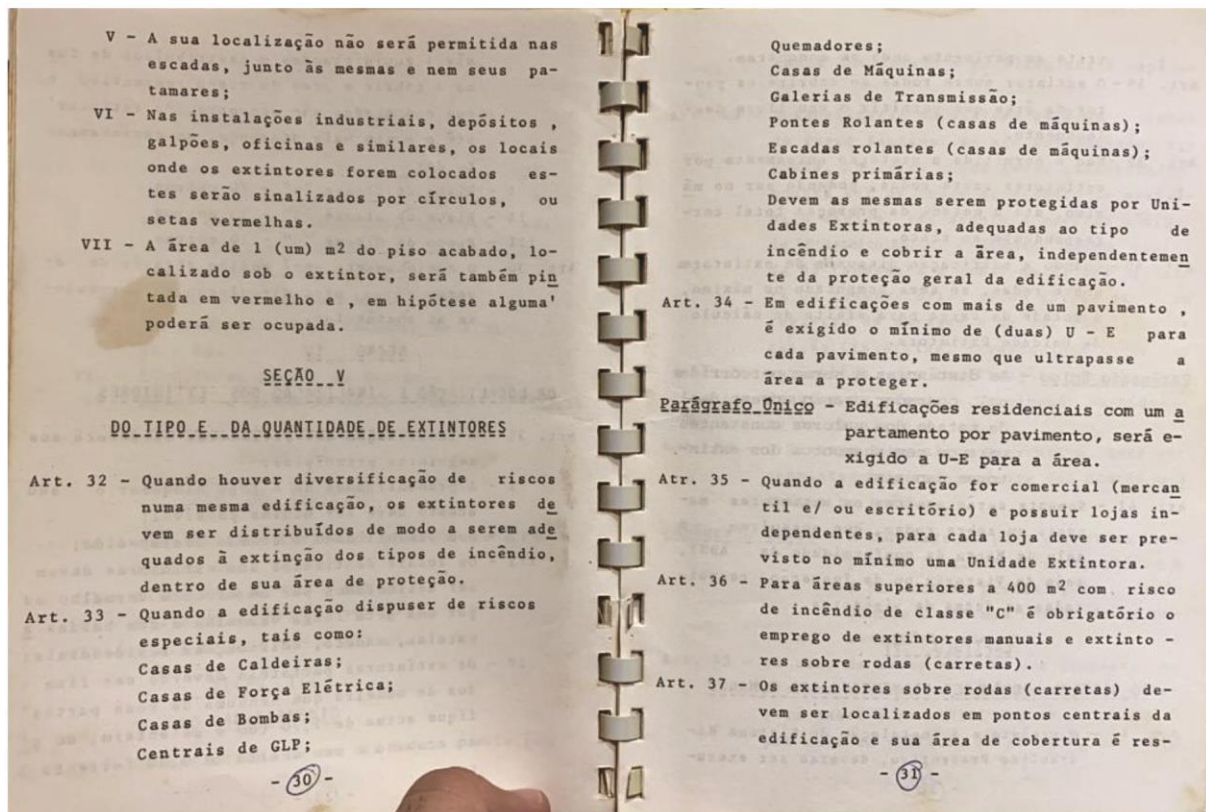 V - A sua localização não será permitida nas
escadas, junto às mesmas e nem seus pa-
tamares;
VI - Nas instalações industriais, depósitos ,
galpões, oficinas e similares, os locais
onde os extintores forem colocados es-
tes serão sinalizados por círculos, ou
setas vermelhas.
VII - A área de 1 (um) m2 do piso acabado, lo-
calizado sob o extintor, será também pin
tada em vermelho e , em hipótese alguma'
poderá ser ocupada.
SEÇÃO V
DO TIPO E DA QUANTIDADE DE EXTINTORES
Art. 32 - Quando houver diversificação de riscos
numa mesma edificação, os extintores de
vem ser distribuídos de modo a serem ade
quados à extinção dos tipos de incêndio,
dentro de sua área de proteção.
Art. 33 - Quando a edificação dispuser de riscos
especiais, tais como:
Casas de Caldeiras;
Casas de Força Elétrica;
Casas de Bombas;
Centrais de GLP;
- 30 -
Quemadores;
Casas de Máquinas;
Galerias de Transmissão;
Pontes Rolantes (casas de máquinas);
Escadas rolantes (casas de máquinas);
Cabines primárias;
Devem as mesmas serem protegidas por Uni-
dades Extintoras, adequadas ao tipo de
incêndio e cobrir a área, independentemen
te da proteção geral da edificação.
Art. 34 - Em edificações com mais de um pavimento ,
é exigido o mínimo de (duas) U - E para
cada pavimento, mesmo que ultrapasse a
área a proteger.
Parágrafo Único - Edificações residenciais com um a
partamento por pavimento, será e-
xigido a U-E para a área.
Atr. 35 - Quando a edificação for comercial (mercan
til e/ ou escritório) e possuir lojas in-
dependentes, para cada loja deve ser pre-
visto no mínimo uma Unidade Extintora.
Art. 36 - Para áreas superiores a 400 m2 com risco
de incêndio de classe "C" é obrigatório o
emprego de extintores manuais e extinto -
res sobre rodas (carretas).
Art. 37 - Os extintores sobre rodas (carretas) de-
vem ser localizados em pontos centrais da
edificação e sua área de cobertura é res-
- 31 -